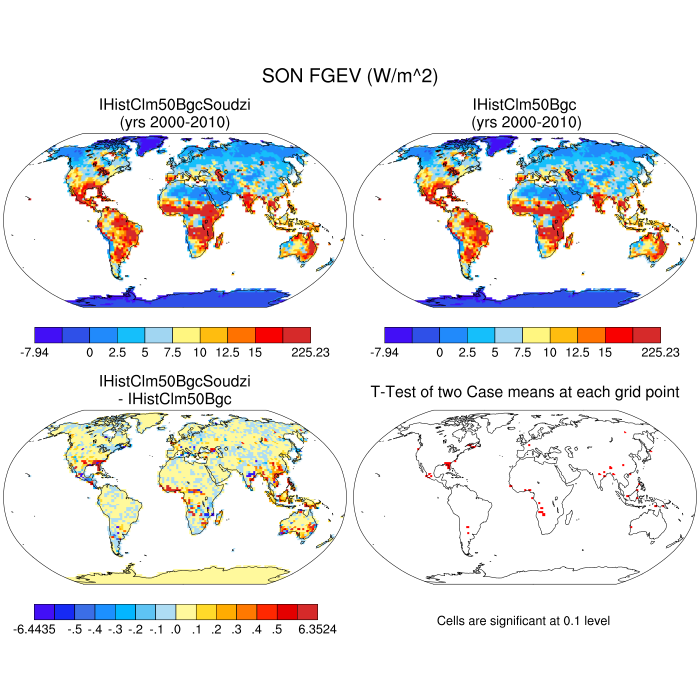 SON FGEV (W/m^2)
IHistClm50BgcSoudzi
(yrs 2000-2010)
IHistClm50Bgc
(yrs 2000-2010)
-7.94 0 2.5 5 7.5 10 12.5 15 225.23
-7.94 0 2.5 5 7.5 10 12.5 15 225.23
IHistClm50BgcSoudzi
- IHistClm50Bgc
T-Test of two Case means at each grid point
-6.4435 -.5 -.4 -.3 -.2 -.1 .0 .1 .2 .3 .4 .5 6.3524
Cells are significant at 0.1 level